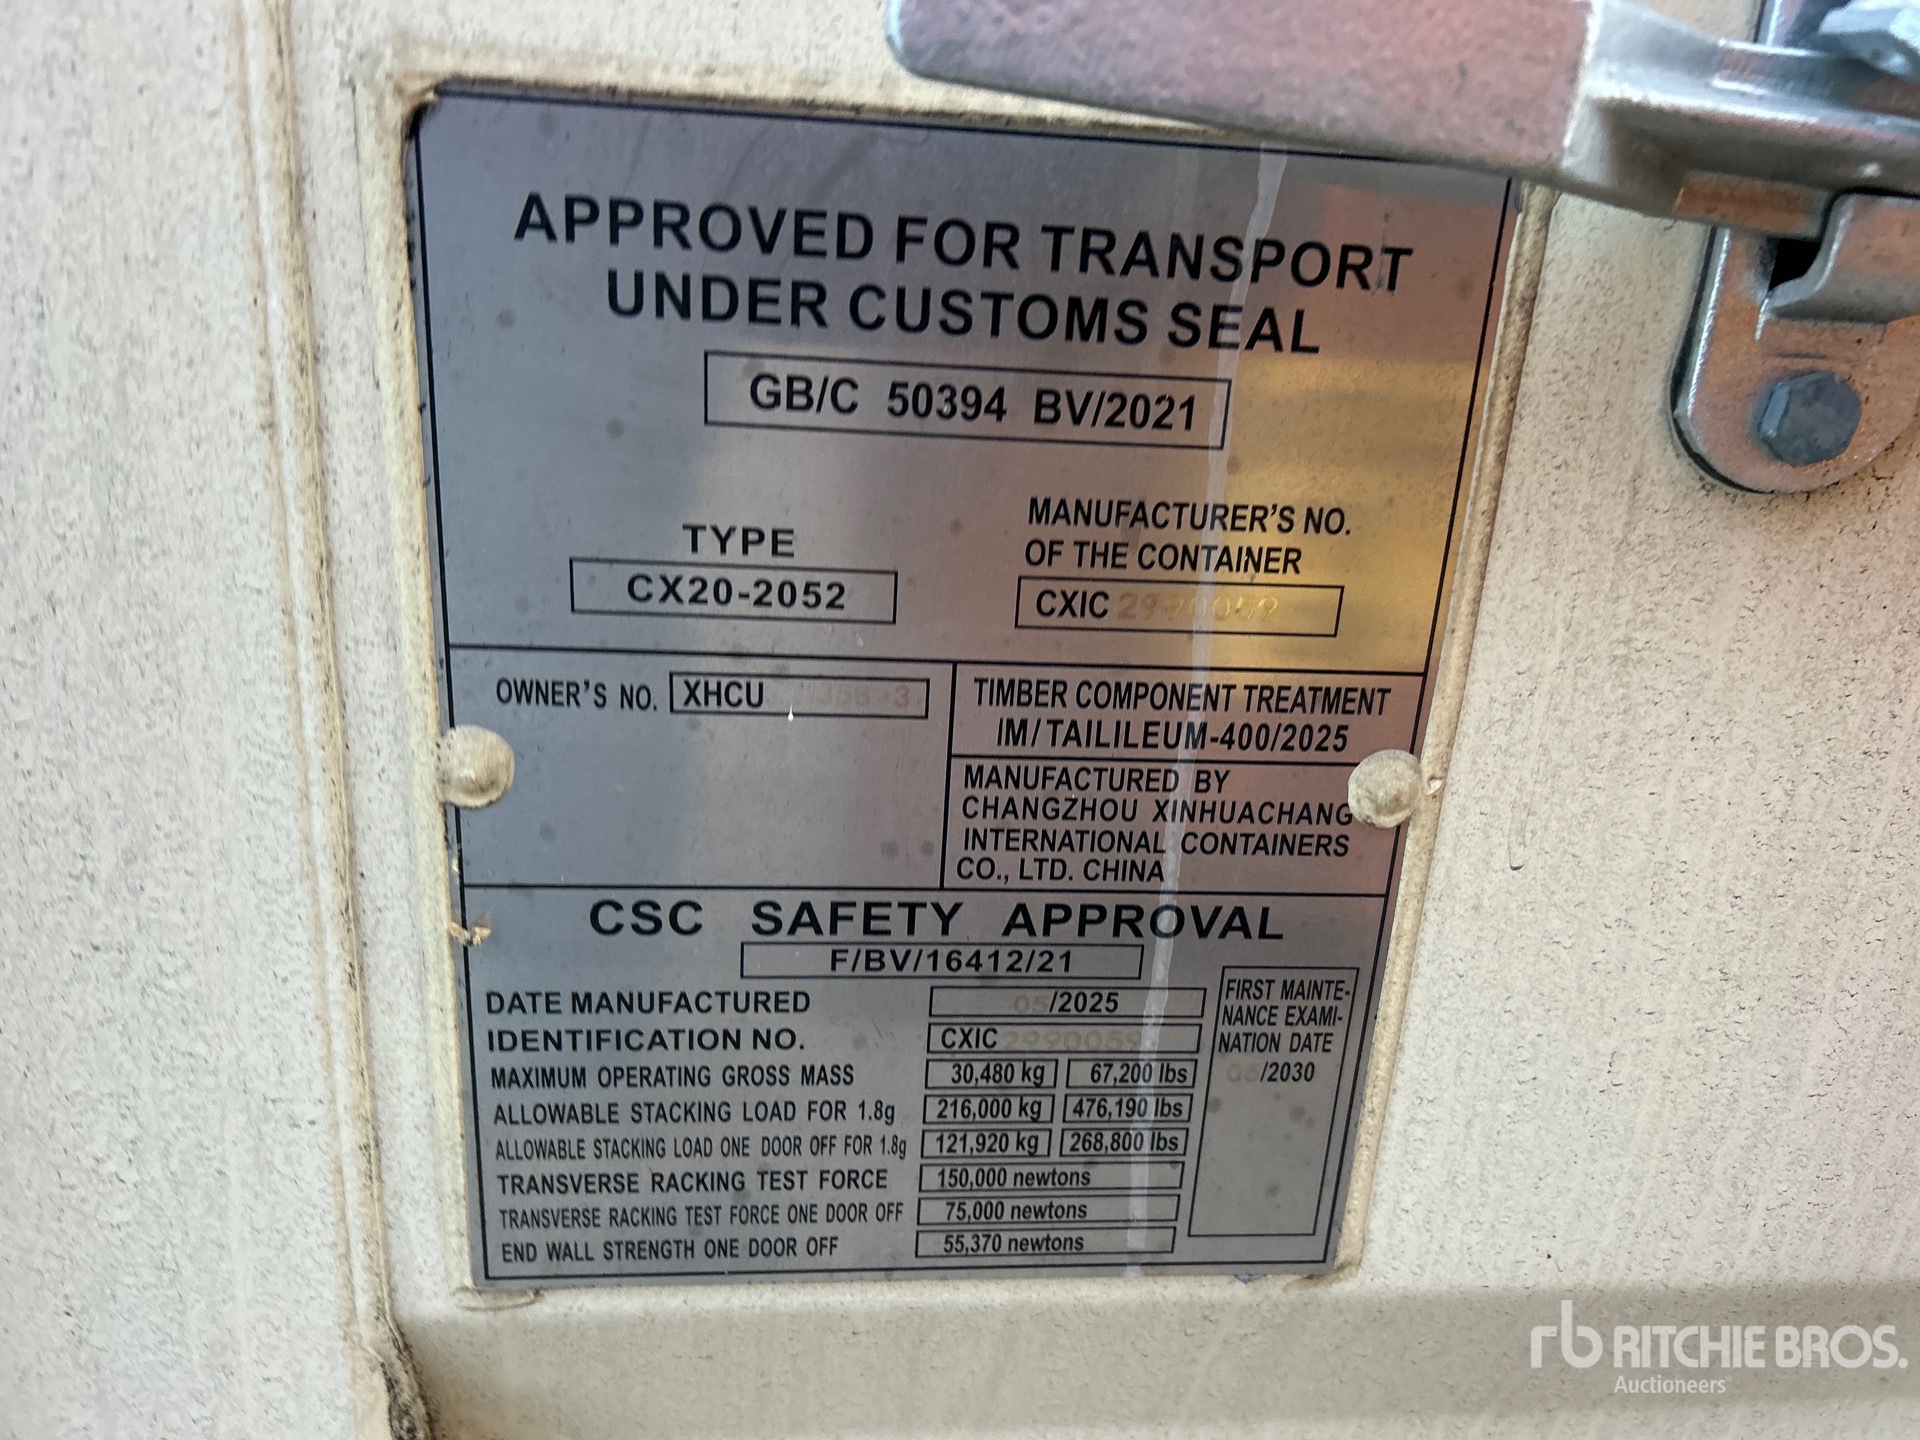 APPROVED FOR TRANSPORT
UNDER CUSTOMS SEAL
GB/C 50394 BV/2021
TYPE
CX20-2052
MANUFACTURER'S NO.
OF THE CONTAINER
CXIC 2990059
OWNER'S NO. XHCU
TIMBER COMPONENT TREATMENT
IM/TAILILEUM-400/2025
MANUFACTURED BY
CHANGZHOU XINHUACHANG
INTERNATIONAL CONTAINERS
CO., LTD. CHINA
CSC SAFETY APPROVAL
F/BV/16412/21
DATE MANUFACTURED 05/2025
IDENTIFICATION NO. CXIC 2990059
MAXIMUM OPERATING GROSS MASS 30,480 kg 67,200 lbs
ALLOWABLE STACKING LOAD FOR 1.8g 216,000 kg 476,190 lbs
ALLOWABLE STACKING LOAD ONE DOOR OFF FOR 1.8g 121,920 kg 268,800 lbs
TRANSVERSE RACKING TEST FORCE 150,000 newtons
TRANSVERSE RACKING TEST FORCE ONE DOOR OFF 75,000 newtons
END WALL STRENGTH ONE DOOR OFF 55,370 newtons
FIRST MAINTE-
NANCE EXAMI-
NATION DATE
05/2030
rb RITCHIE BROS.
Auctioneers